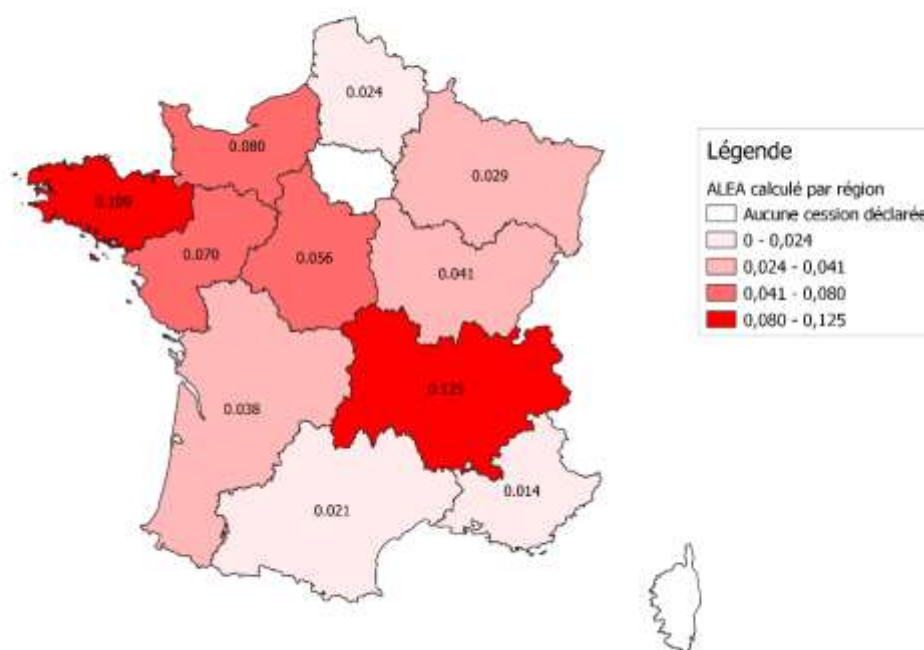 0.024
0.080
0.029
0.109
0.070
0.056
0.041
0.038
0.125
0.021
0.014
Légende
ALEA calculé par région
Aucune cession déclarée
0 - 0,024
0,024 - 0,041
0,041 - 0,080
0,080 - 0,125